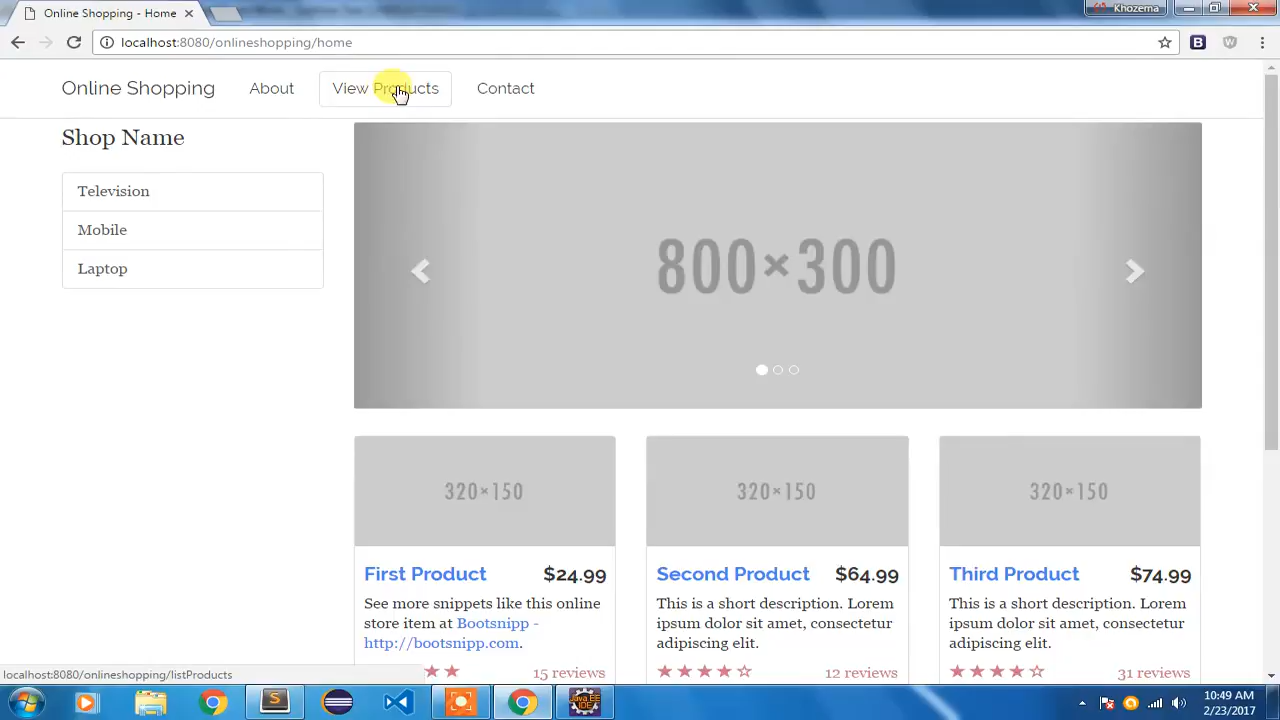 Online Shopping - Home
Khozema
localhost:8080/onlineshopping/home
Online Shopping About View Products Contact
Shop Name
Television
Mobile
Laptop
800×300
320×150 320×150 320×150
First Product $24.99
See more snippets like this online
store item at Bootsnipp -
http://bootsnipp.com.
15 reviews
Second Product $64.99
This is a short description. Lorem
ipsum dolor sit amet, consectetur
adipiscing elit.
12 reviews
Third Product $74.99
This is a short description. Lorem
ipsum dolor sit amet, consectetur
adipiscing elit.
31 reviews
localhost:8080/onlineshopping/listProducts
Java EE
IDE
10:49 AM
2/23/2017